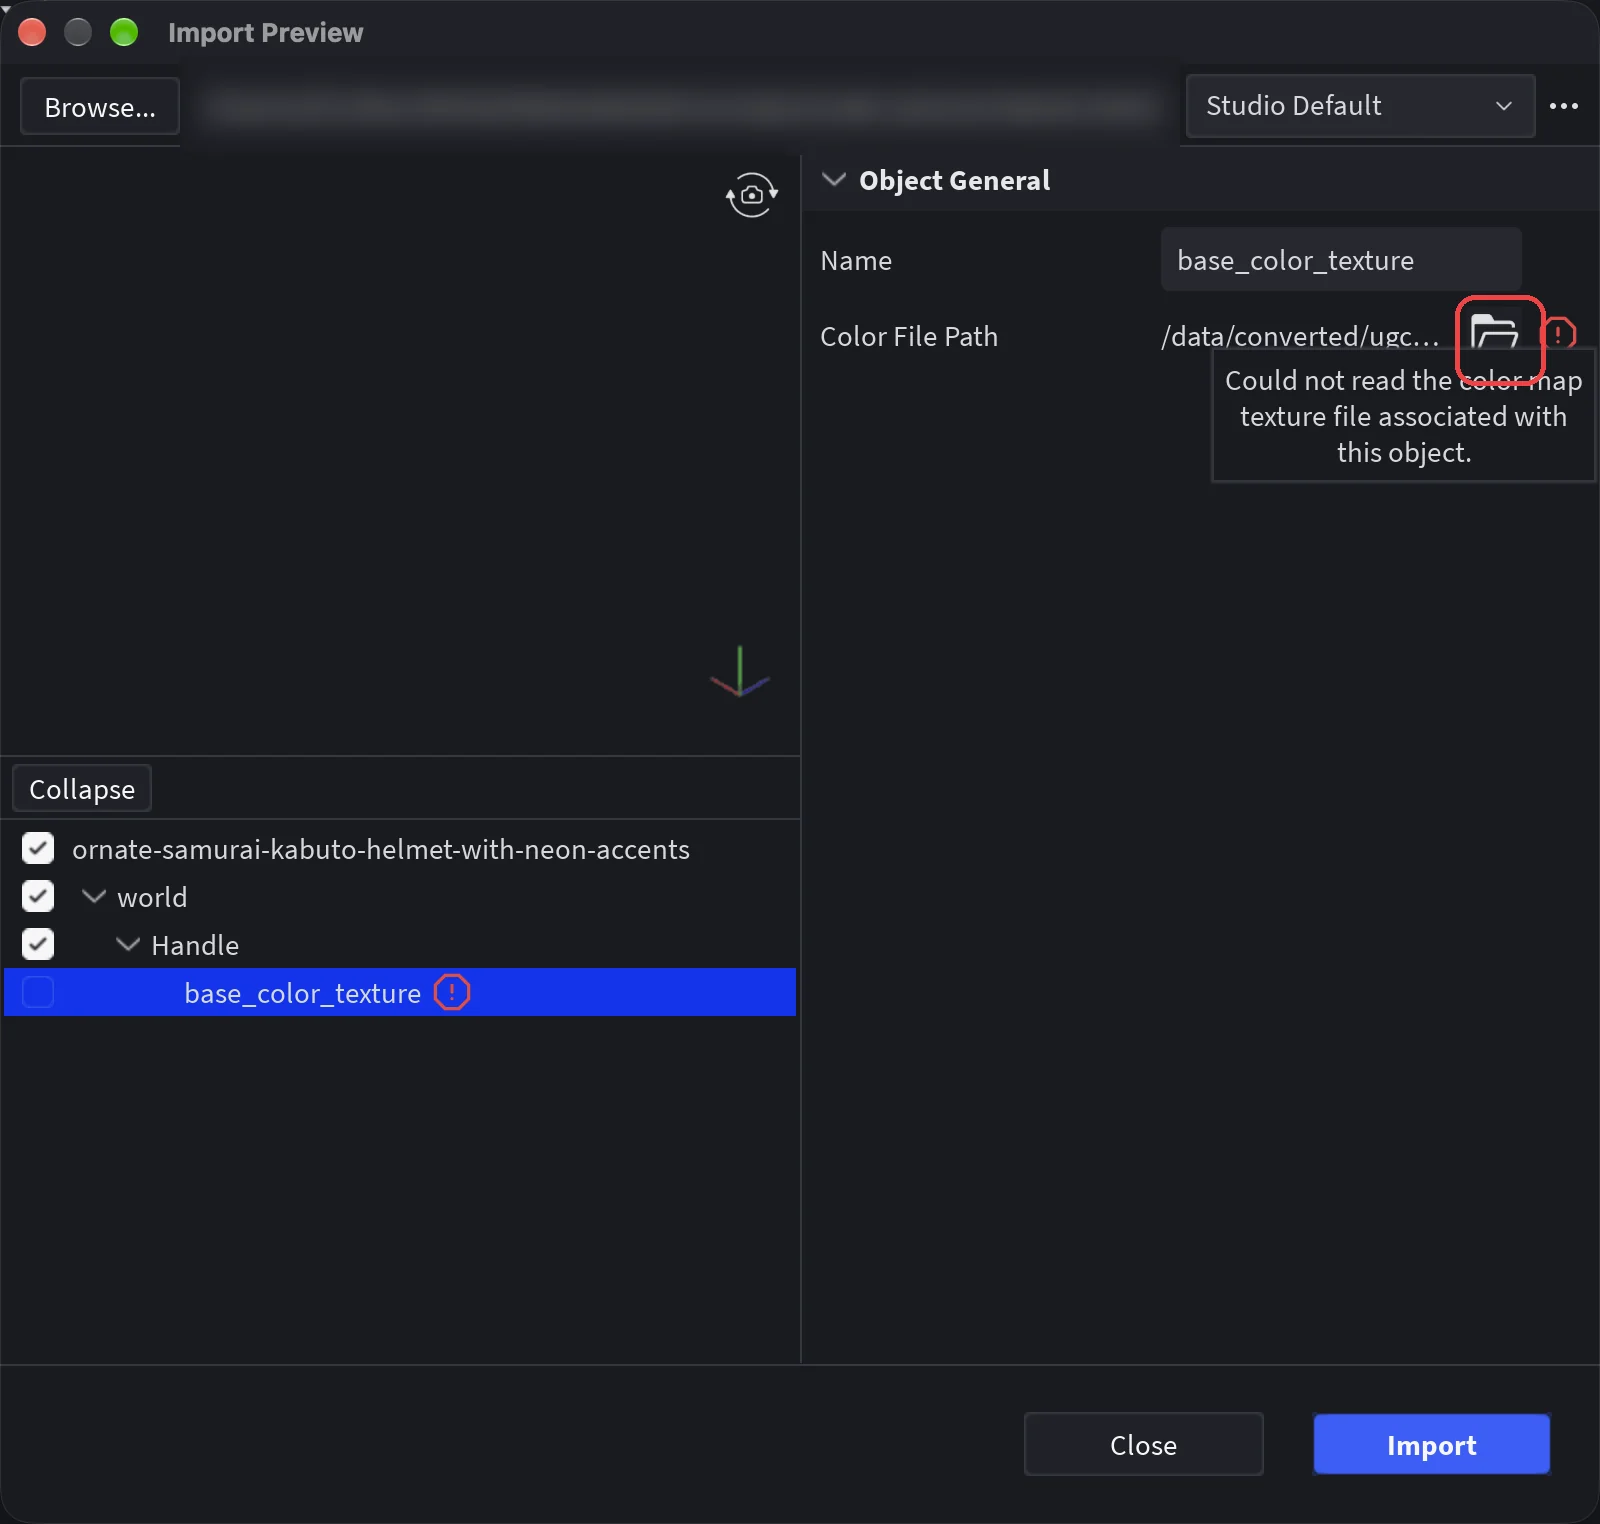 Import Preview
Browse...
Studio Default
Object General
Name
base_color_texture
Color File Path
/data/converted/ugc...
Could not read the color map
texture file associated with
this object.
Collapse
ornate-samurai-kabuto-helmet-with-neon-accents
world
Handle
base_color_texture
Close
Import